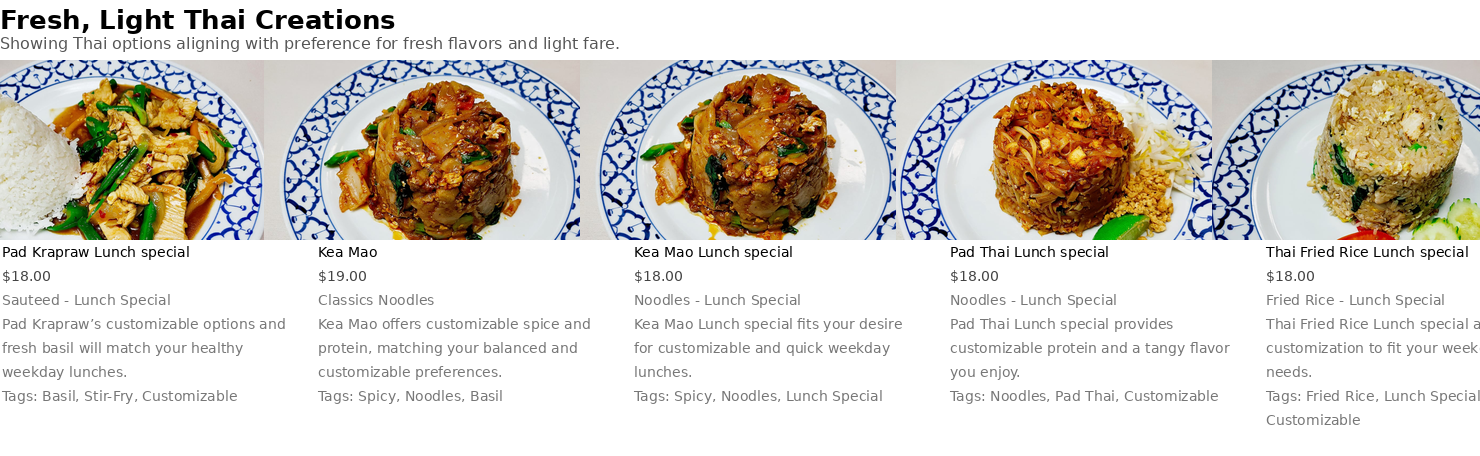 Fresh, Light Thai Creations
Showing Thai options aligning with preference for fresh flavors and light fare.
Pad Krapraw Lunch special
$18.00
Sauteed - Lunch Special
Pad Krapraw’s customizable options and
fresh basil will match your healthy
weekday lunches.
Tags: Basil, Stir-Fry, Customizable
Kea Mao
$19.00
Classics Noodles
Kea Mao offers customizable spice and
protein, matching your balanced and
customizable preferences.
Tags: Spicy, Noodles, Basil
Kea Mao Lunch special
$18.00
Noodles - Lunch Special
Kea Mao Lunch special fits your desire
for customizable and quick weekday
lunches.
Tags: Spicy, Noodles, Lunch Special
Pad Thai Lunch special
$18.00
Noodles - Lunch Special
Pad Thai Lunch special provides
customizable protein and a tangy flavor
you enjoy.
Tags: Noodles, Pad Thai, Customizable
Thai Fried Rice Lunch special
$18.00
Fried Rice - Lunch Special
Thai Fried Rice Lunch special
customization to fit your week
needs.
Tags: Fried Rice, Lunch Special
Customizable